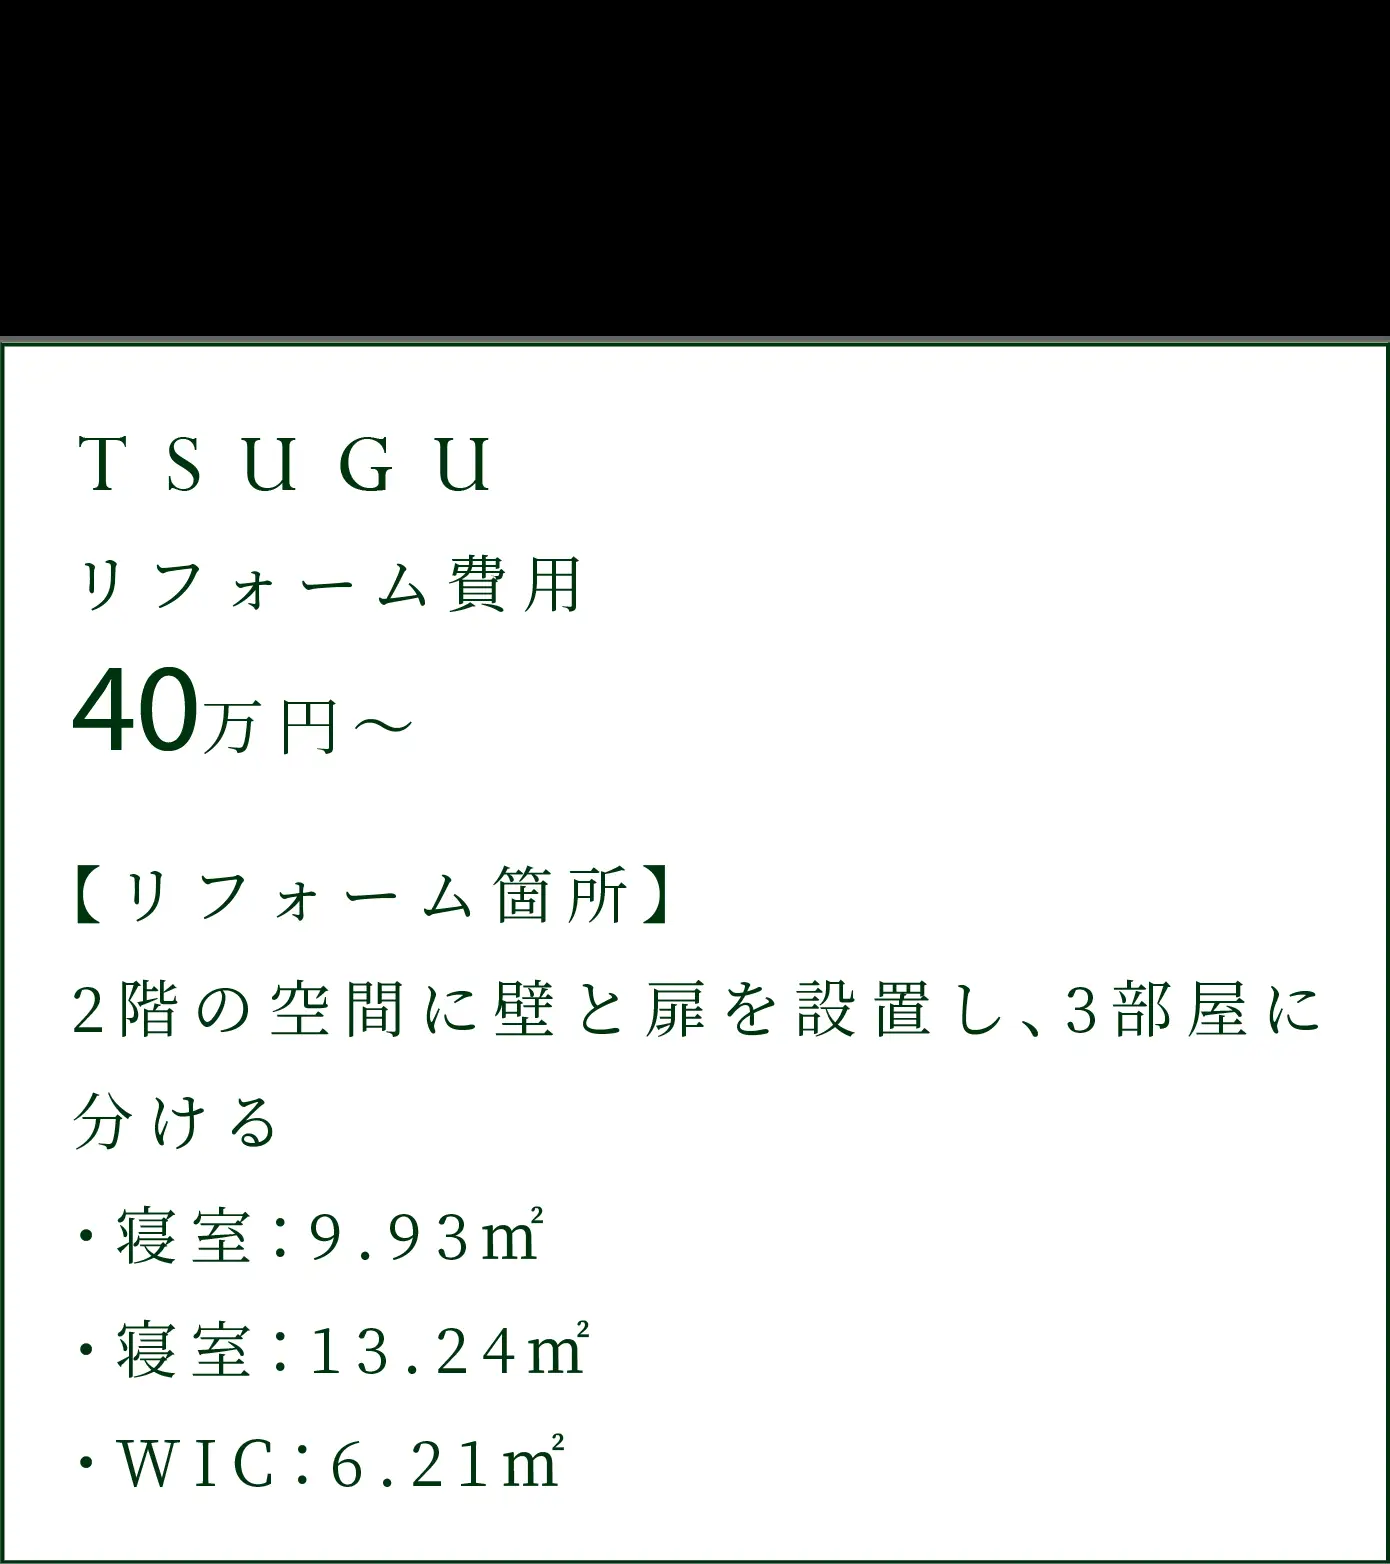 TSUGU
リフォーム費用
40万円〜
【リフォーム箇所】
2階の空間に壁と扉を設置し、3部屋に
分ける
・寝室：9.93㎡
・寝室：13.24㎡
・WIC：6.21㎡